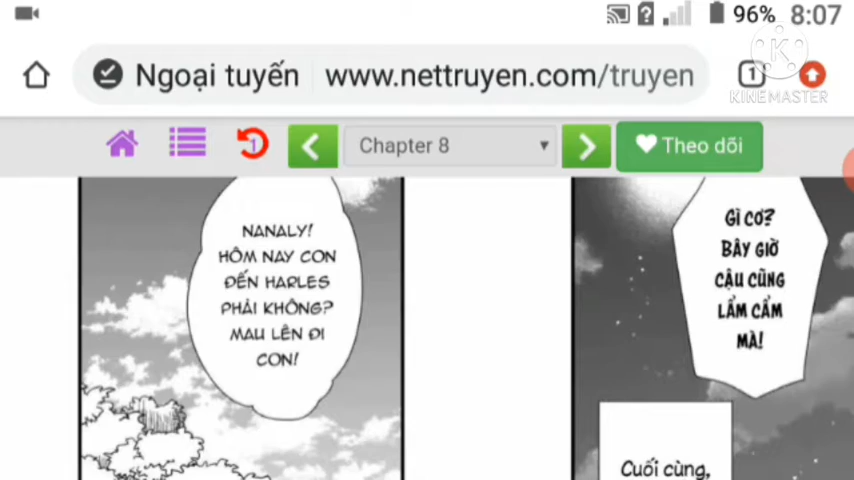 96% 8:07
Ngoại tuyến www.nettruyen.com/truyen 1
KINEMASTER
1 Chapter 8 Theo dõi
NANALY!
HÔM NAY CON
ĐẾN HARLES
PHẢI KHÔNG?
MAU LÊN ĐI
CON!
GÌ CƠ?
BÂY GIỜ
CẬU CŨNG
LẨM CẨM
MÀ!
Cuối cùng,